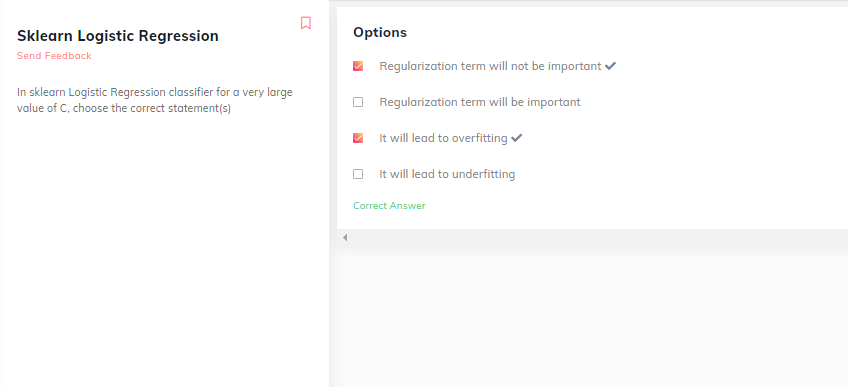 Sklearn Logistic Regression
Send Feedback
In sklearn Logistic Regression classifier for a very large
value of C, choose the correct statement(s)
Options
Regularization term will not be important
Regularization term will be important
It will lead to overfitting
It will lead to underfitting
Correct Answer